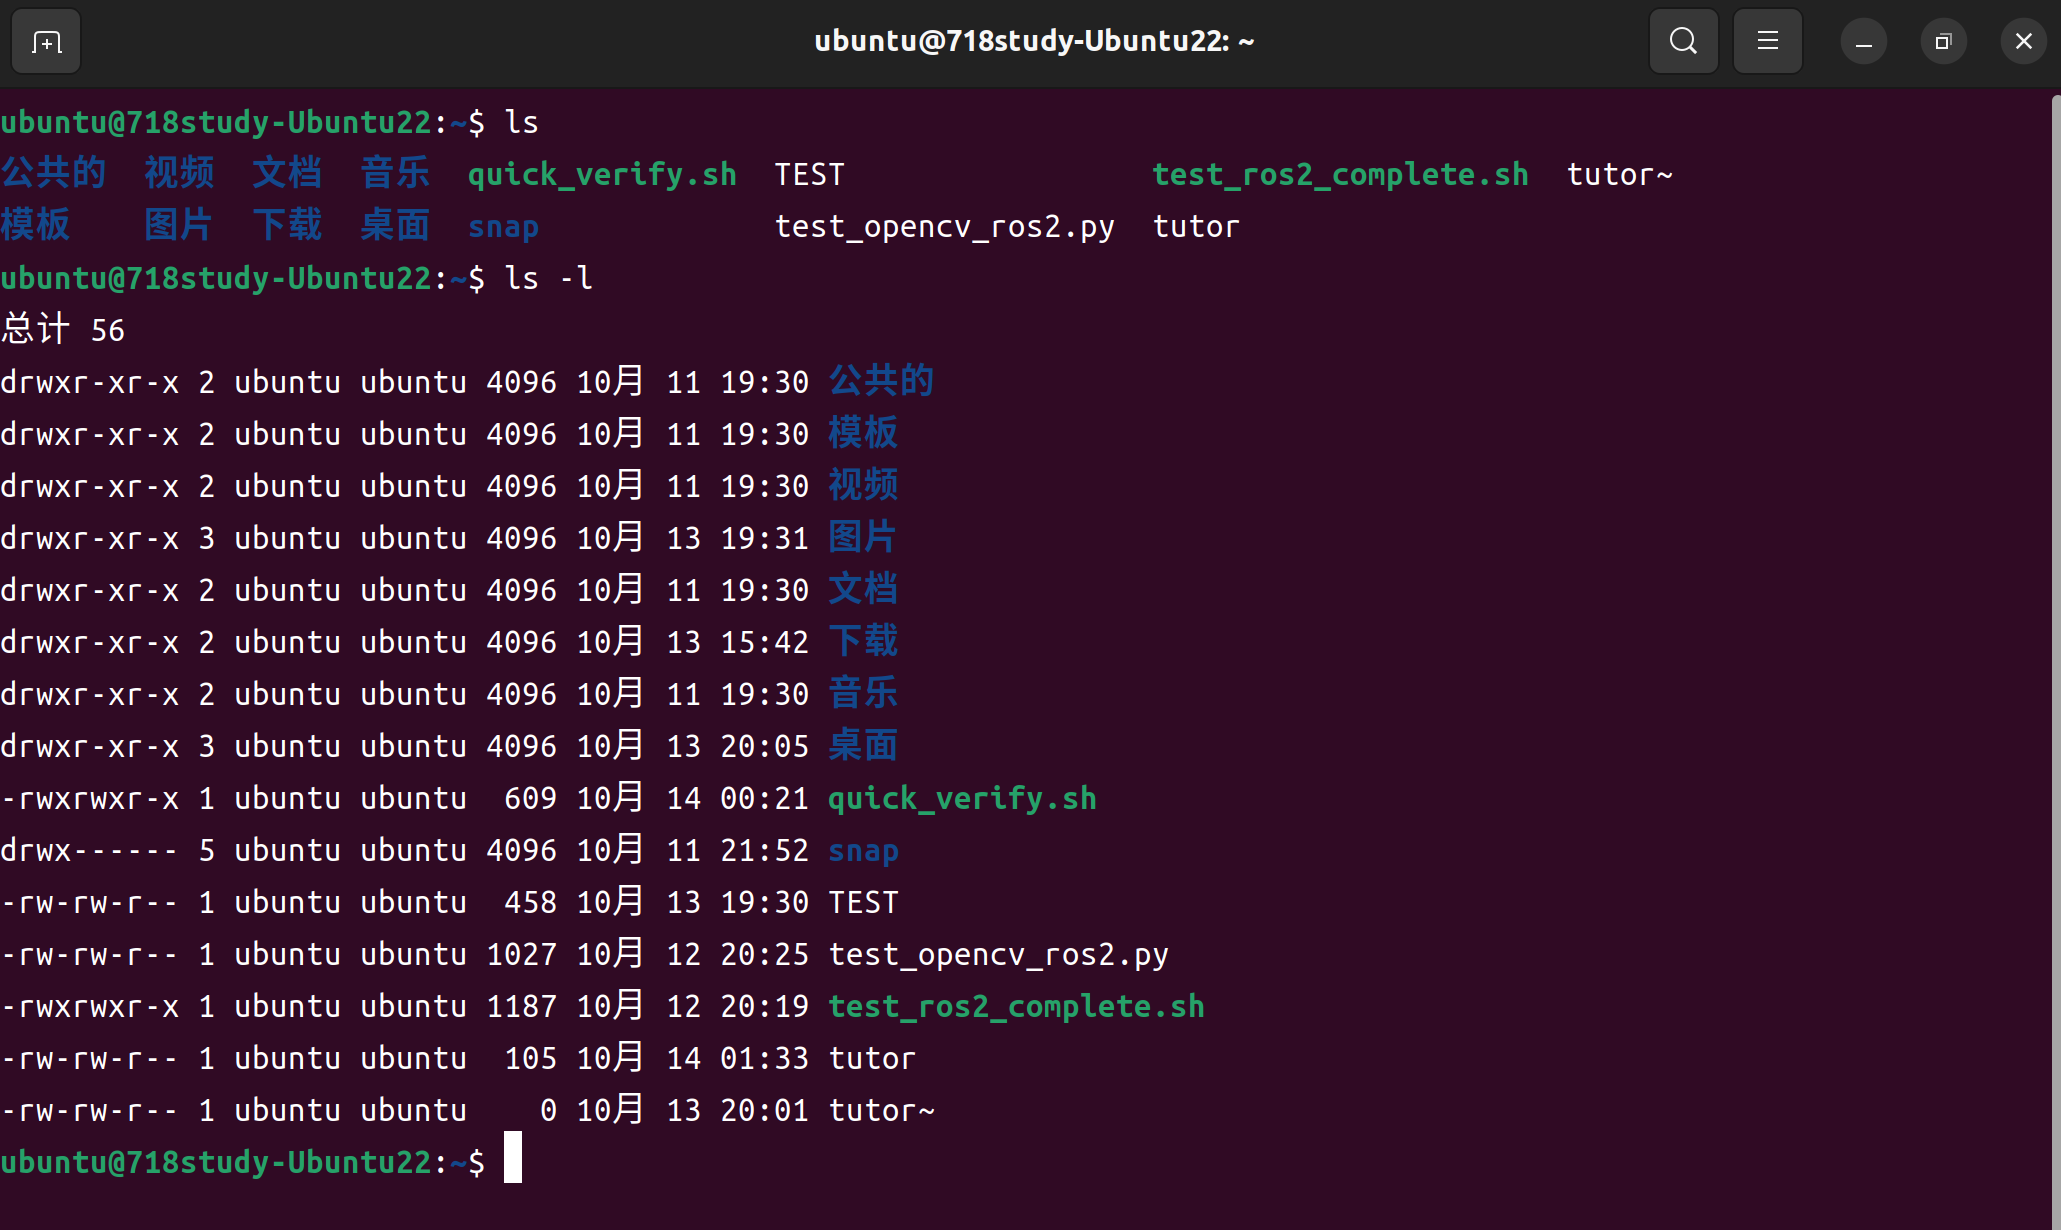 ubuntu@718study-Ubuntu22: ~
ubuntu@718study-Ubuntu22:~$ ls
公共的  视频  文档  音乐  quick_verify.sh  TEST                 test_ros2_complete.sh  tutor~
模板    图片  下载  桌面  snap             test_opencv_ros2.py  tutor
ubuntu@718study-Ubuntu22:~$ ls -l
总计 56
drwxr-xr-x 2 ubuntu ubuntu 4096 10月 11 19:30 公共的
drwxr-xr-x 2 ubuntu ubuntu 4096 10月 11 19:30 模板
drwxr-xr-x 2 ubuntu ubuntu 4096 10月 11 19:30 视频
drwxr-xr-x 3 ubuntu ubuntu 4096 10月 13 19:31 图片
drwxr-xr-x 2 ubuntu ubuntu 4096 10月 11 19:30 文档
drwxr-xr-x 2 ubuntu ubuntu 4096 10月 13 15:42 下载
drwxr-xr-x 2 ubuntu ubuntu 4096 10月 11 19:30 音乐
drwxr-xr-x 3 ubuntu ubuntu 4096 10月 13 20:05 桌面
-rwxrwxr-x 1 ubuntu ubuntu  609 10月 14 00:21 quick_verify.sh
drwx------ 5 ubuntu ubuntu 4096 10月 11 21:52 snap
-rw-rw-r-- 1 ubuntu ubuntu  458 10月 13 19:30 TEST
-rw-rw-r-- 1 ubuntu ubuntu 1027 10月 12 20:25 test_opencv_ros2.py
-rwxrwxr-x 1 ubuntu ubuntu 1187 10月 12 20:19 test_ros2_complete.sh
-rw-rw-r-- 1 ubuntu ubuntu  105 10月 14 01:33 tutor
-rw-rw-r-- 1 ubuntu ubuntu    0 10月 13 20:01 tutor~
ubuntu@718study-Ubuntu22:~$